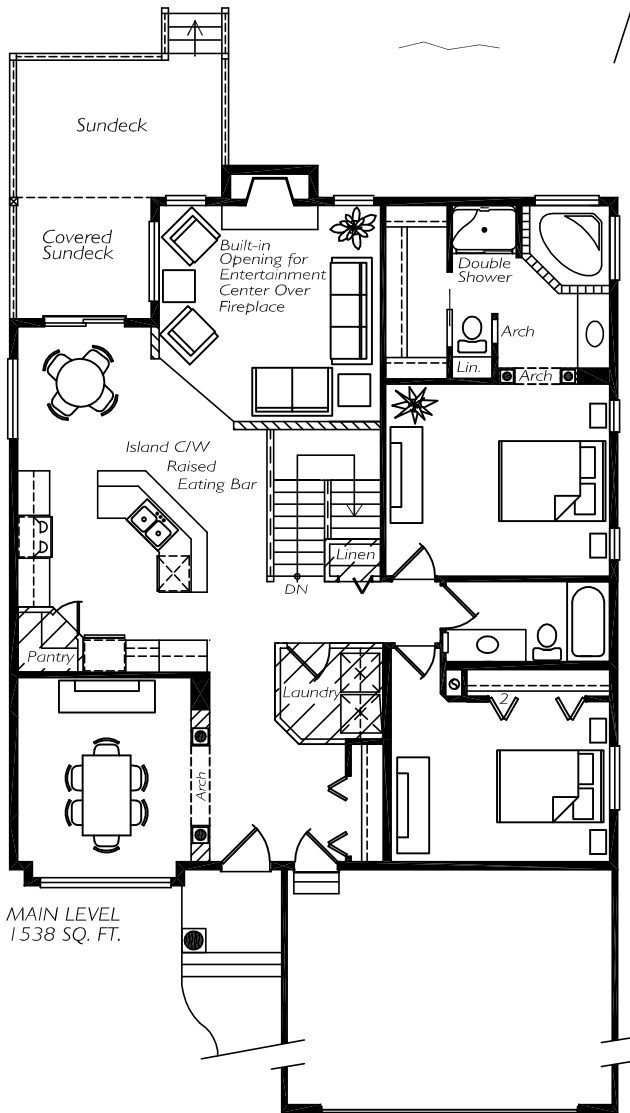 Sundeck
Covered
Sundeck
Built-in
Opening for
Entertainment
Center Over
Fireplace
Double
Shower
Arch
Lin.
Arch
Island C/W
Raised
Eating Bar
Linen
DN
Pantry
Laundry
2
Arch
MAIN LEVEL
1538 SQ. FT.